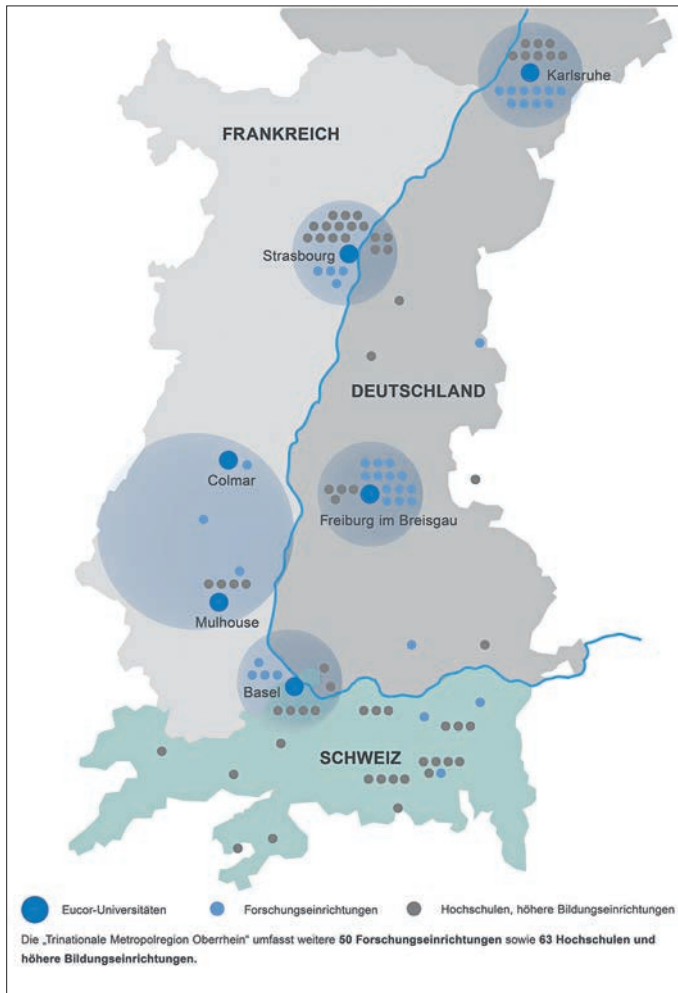 Karlsruhe
FRANKREICH
Strasbourg
DEUTSCHLAND
Colmar
Freiburg im Breisgau
Mulhouse
Basel
SCHWEIZ
Eucor-Universitäten
Forschungseinrichtungen
Hochschulen, höhere Bildungseinrichtungen
Die „Trinationale Metropolregion Oberrhein“ umfasst weitere 50 Forschungseinrichtungen sowie 63 Hochschulen und
höhere Bildungseinrichtungen.